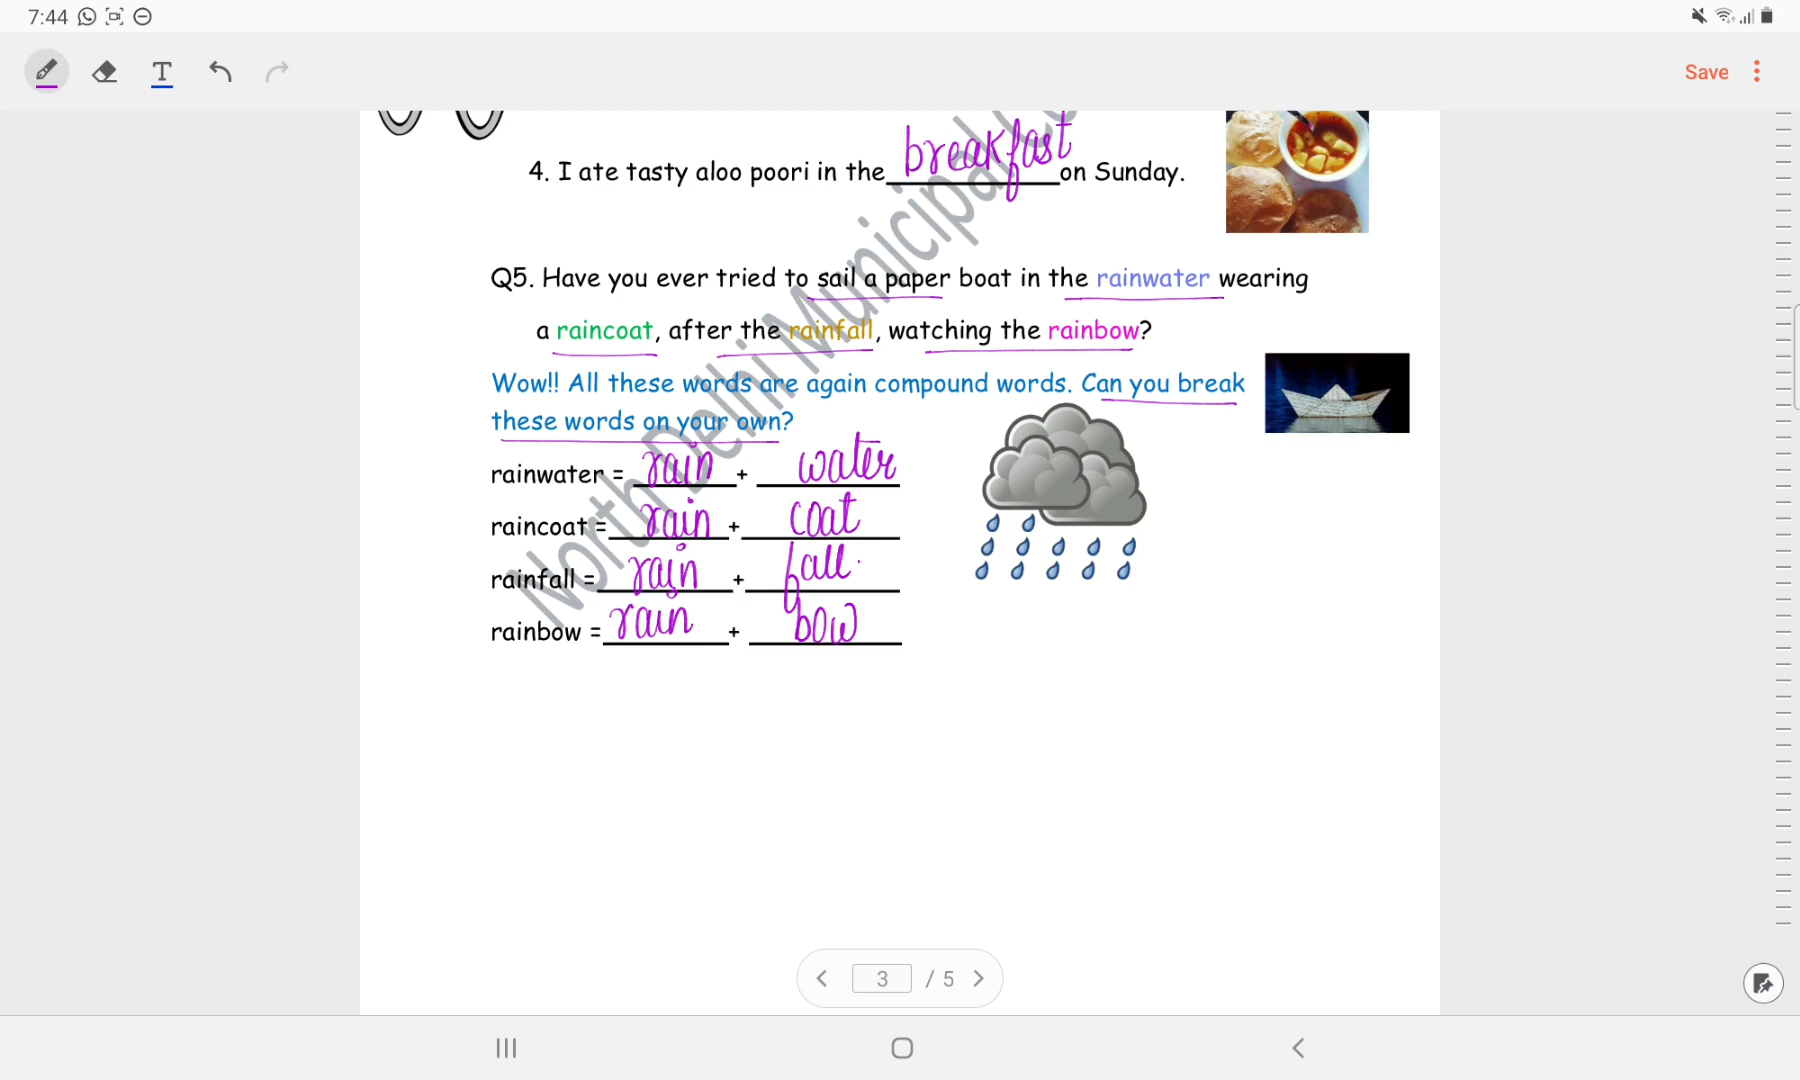 7:44
Save
4. I ate tasty aloo poori in the breakfast on Sunday.
Q5. Have you ever tried to sail a paper boat in the rainwater wearing
a raincoat, after the rainfall, watching the rainbow?
Wow!! All these words are again compound words. Can you break
these words on your own?
rainwater = rain + water
raincoat = rain + coat
rainfall = rain + fall.
rainbow = rain + bow
North Delhi Municipal
3 / 5